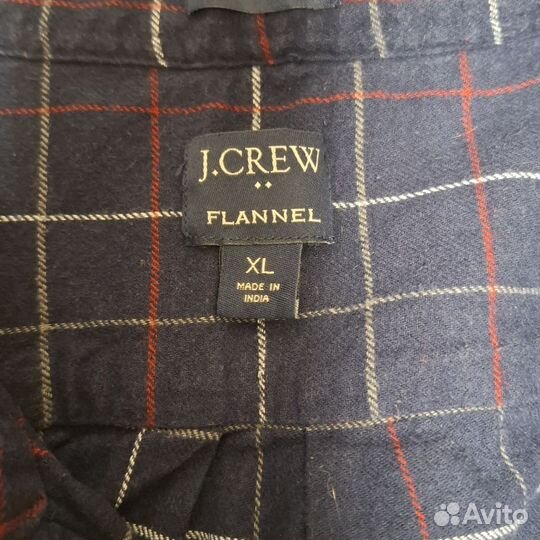 J.CREW
FLANNEL
XL
MADE IN
INDIA
Avito